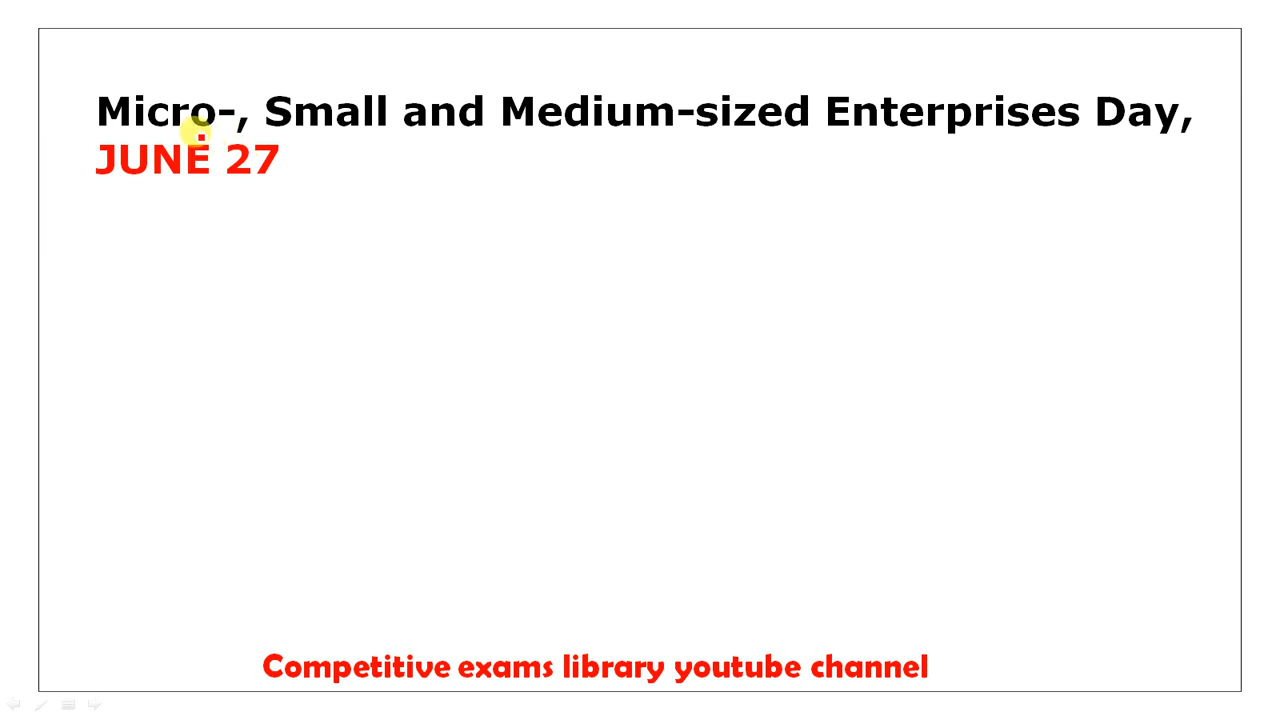 Micro-, Small and Medium-sized Enterprises Day,
JUNE 27
Competitive exams library youtube channel